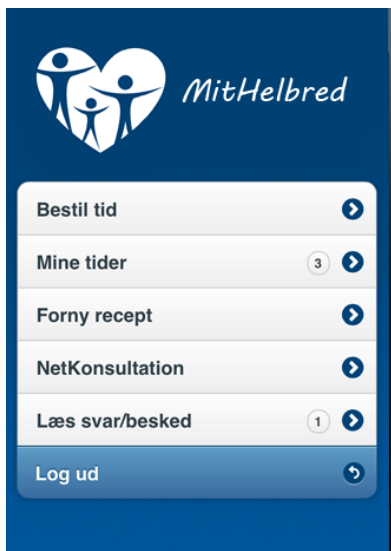 MitHelbred
Bestil tid
Mine tider 3
Forny recept
NetKonsultation
Læs svar/besked 1
Log ud